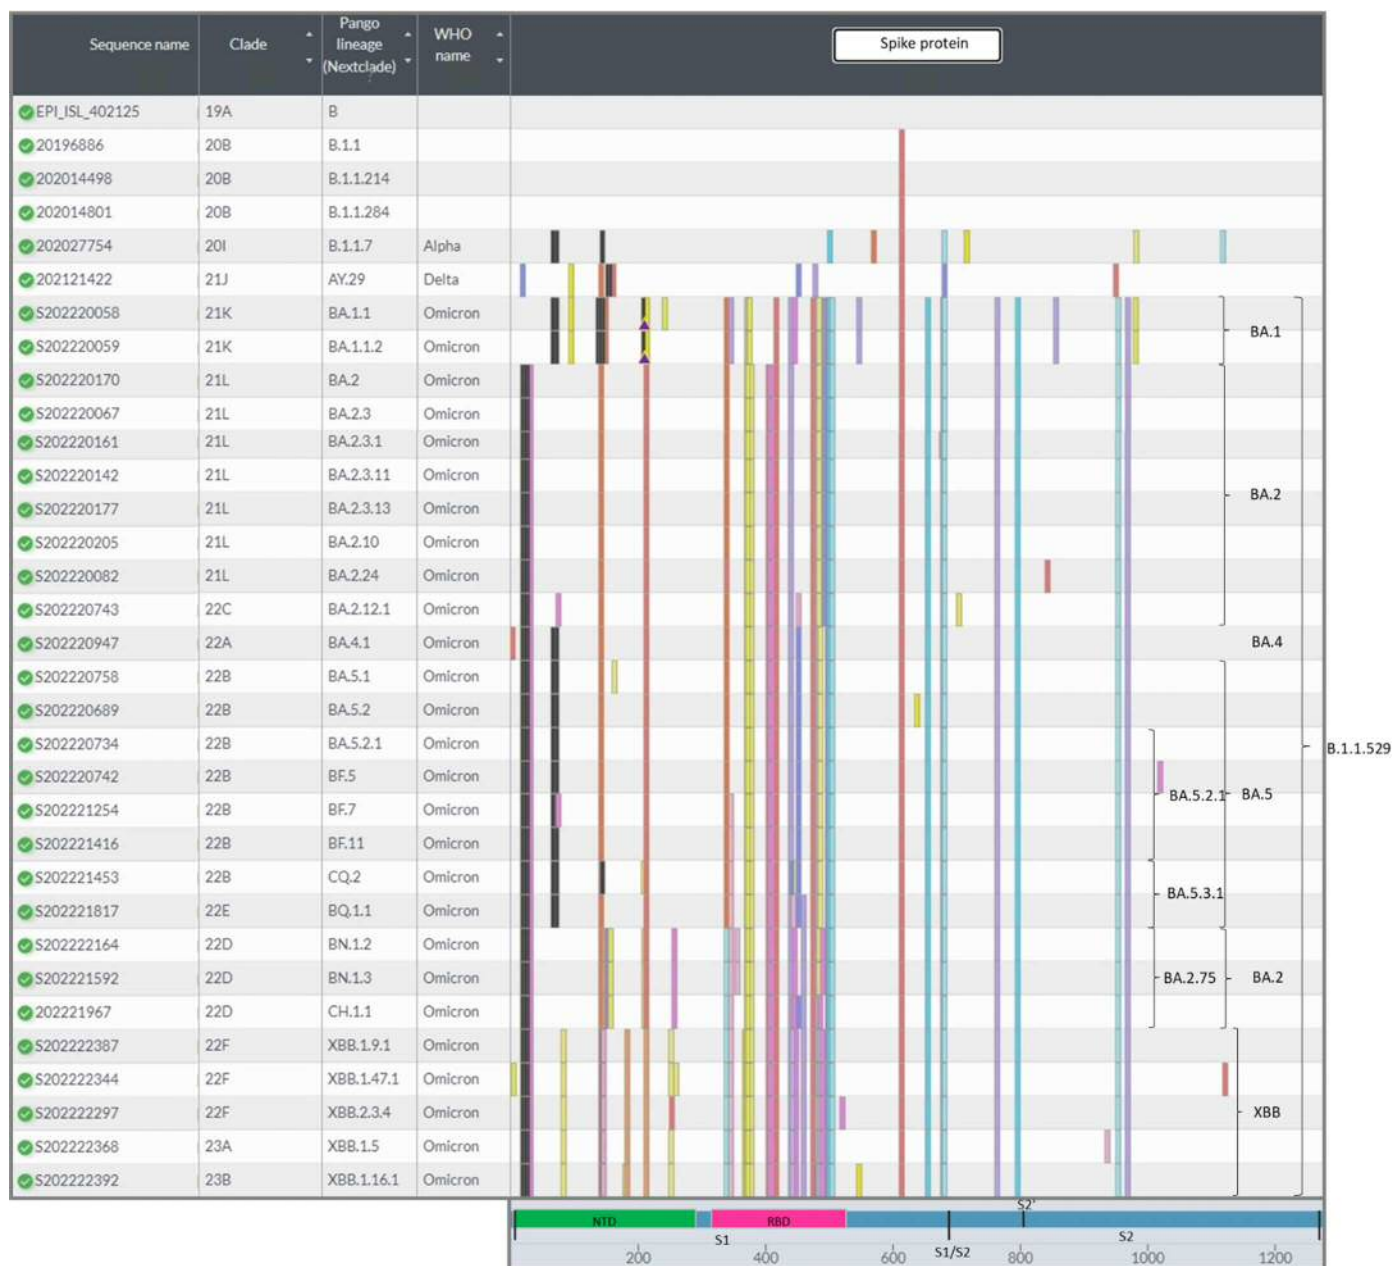 Sequence name Clade Pango lineage (Nextclade) WHO name Spike protein
EPI_ISL_402125 19A B
20196886 20B B.1.1
202014498 20B B.1.1.214
202014801 20B B.1.1.284
202027754 20I B.1.1.7 Alpha
202121422 21J AY.29 Delta
S202220058 21K BA.1.1 Omicron
BA.1
S202220059 21K BA.1.1.2 Omicron
S202220170 21L BA.2 Omicron
S202220067 21L BA.2.3 Omicron
S202220161 21L BA.2.3.1 Omicron
S202220142 21L BA.2.3.11 Omicron
BA.2
S202220177 21L BA.2.3.13 Omicron
S202220205 21L BA.2.10 Omicron
S202220082 21L BA.2.24 Omicron
S202220743 22C BA.2.12.1 Omicron
S202220947 22A BA.4.1 Omicron BA.4
S202220758 22B BA.5.1 Omicron
S202220689 22B BA.5.2 Omicron
S202220734 22B BA.5.2.1 Omicron B.1.1.529
S202220742 22B BF.5 Omicron
BA.5.2.1 BA.5
S202221254 22B BF.7 Omicron
S202221416 22B BF.11 Omicron
S202221453 22B CQ.2 Omicron
BA.5.3.1
S202221817 22E BQ.1.1 Omicron
S202222164 22D BN.1.2 Omicron
S202221592 22D BN.1.3 Omicron BA.2.75 BA.2
202221967 22D CH.1.1 Omicron
S202222387 22F XBB.1.9.1 Omicron
S202222344 22F XBB.1.47.1 Omicron
S202222297 22F XBB.2.3.4 Omicron XBB
S202222368 23A XBB.1.5 Omicron
S202222392 23B XBB.1.16.1 Omicron
S2'
NTD RBD
S1 S2
200 400 600 S1/S2 800 1000 1200